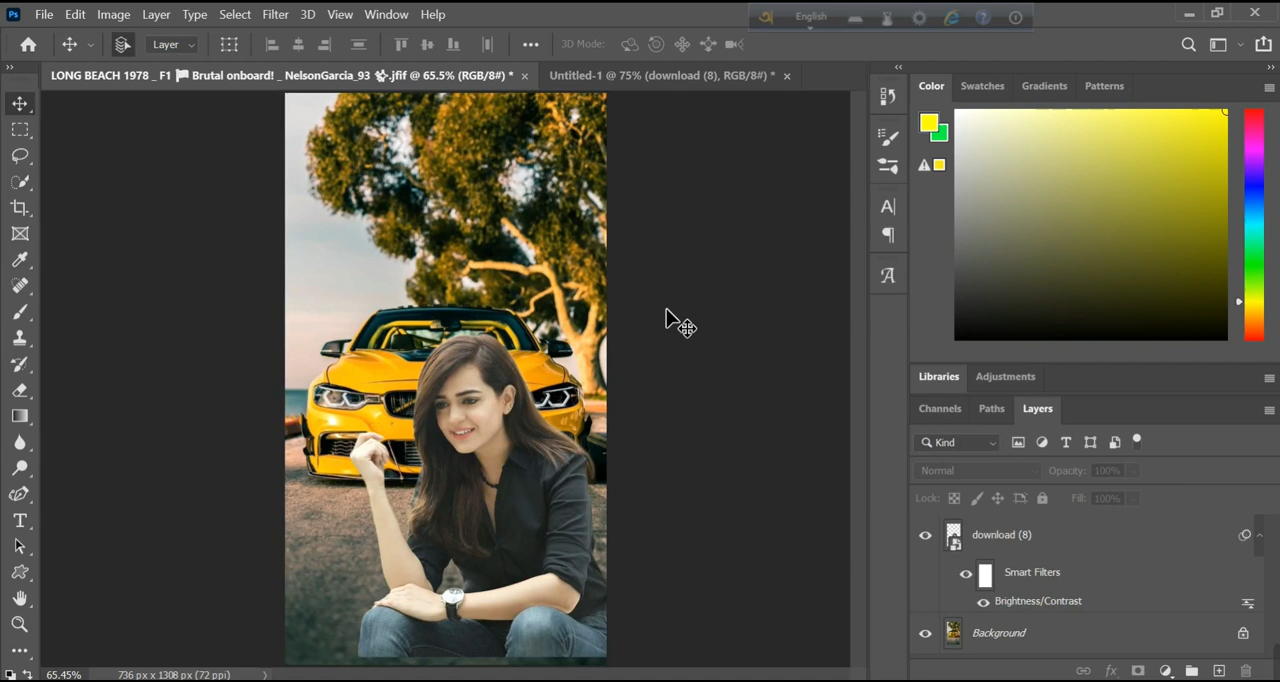 Ps File Edit Image Layer Type Select Filter 3D View Window Help
English
Layer
3D Mode:
LONG BEACH 1978 _ F1 🏴 Brutal onboard! _ NelsonGarcia_93 .jfif @ 65.5% (RGB/8#) *
Untitled-1 @ 75% (download (8), RGB/8#) *
Color Swatches Gradients Patterns
Libraries Adjustments
Channels Paths Layers
Kind
Normal Opacity: 100%
Lock: Fill: 100%
download (8)
Smart Filters
Brightness/Contrast
Background
65.45% 736 px x 1308 px (72 ppi)